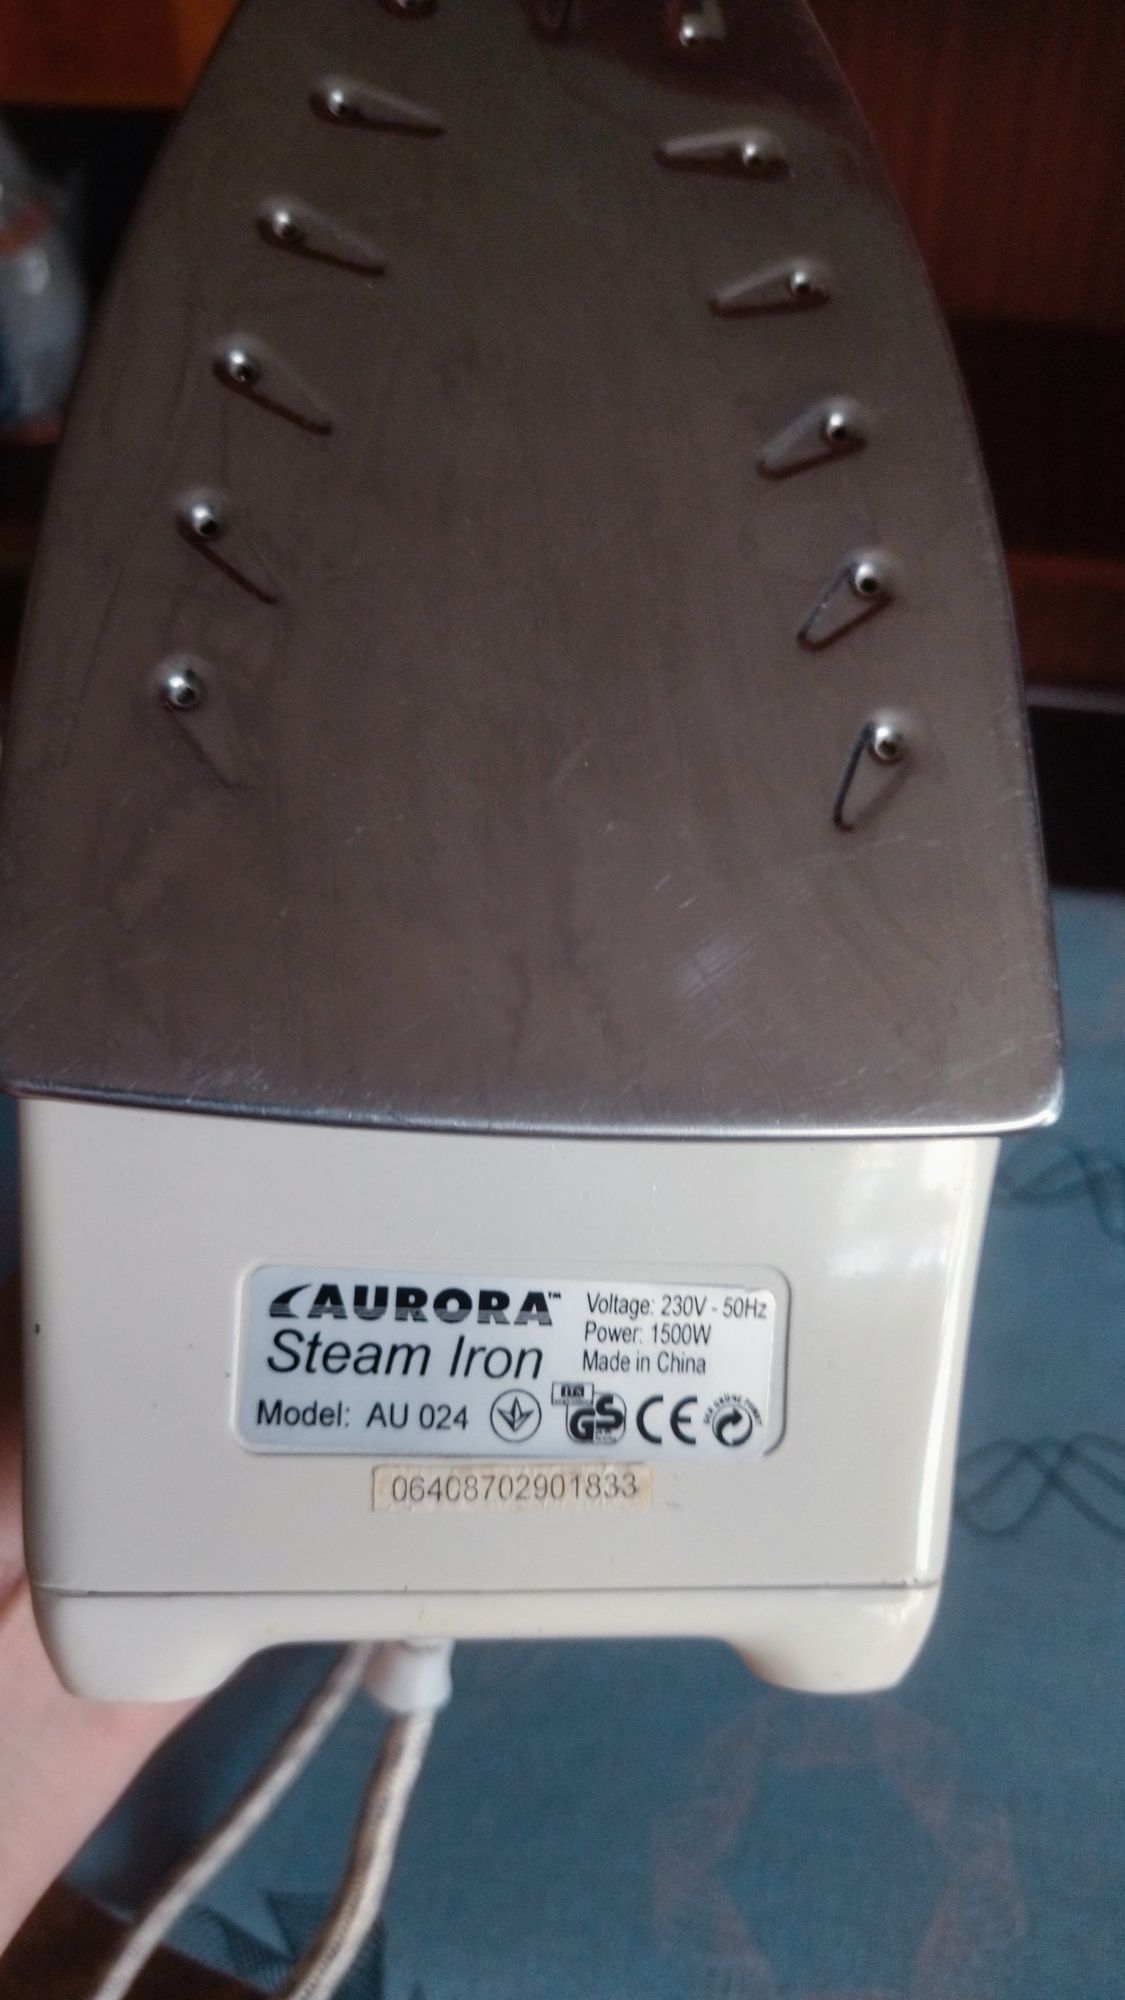 AURORA™
Steam Iron
Model: AU 024
Voltage: 230V - 50Hz
Power: 1500W
Made in China
GS CE
06408702901833